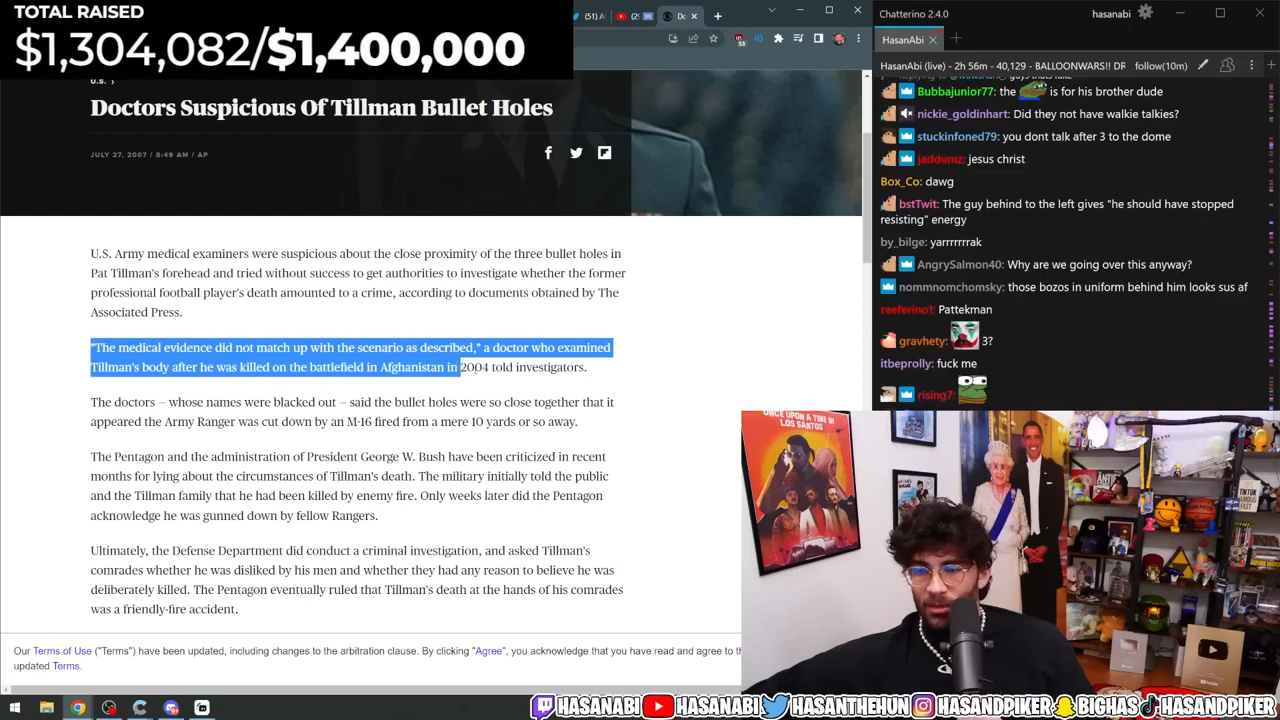 TOTAL RAISED
$1,304,082/$1,400,000
(51)
U.S. >
Doctors Suspicious Of Tillman Bullet Holes
JULY 27, 2007 / 8:49 AM / AP
U.S. Army medical examiners were suspicious about the close proximity of the three bullet holes in
Pat Tillman's forehead and tried without success to get authorities to investigate whether the former
professional football player's death amounted to a crime, according to documents obtained by The
Associated Press.
"The medical evidence did not match up with the scenario as described," a doctor who examined
Tillman's body after he was killed on the battlefield in Afghanistan in 2004 told investigators.
The doctors — whose names were blacked out — said the bullet holes were so close together that it
appeared the Army Ranger was cut down by an M-16 fired from a mere 10 yards or so away.
The Pentagon and the administration of President George W. Bush have been criticized in recent
months for lying about the circumstances of Tillman's death. The military initially told the public
and the Tillman family that he had been killed by enemy fire. Only weeks later did the Pentagon
acknowledge he was gunned down by fellow Rangers.
Ultimately, the Defense Department did conduct a criminal investigation, and asked Tillman's
comrades whether he was disliked by his men and whether they had any reason to believe he was
deliberately killed. The Pentagon eventually ruled that Tillman's death at the hands of his comrades
was a friendly-fire accident.
Our Terms of Use ("Terms") have been updated, including changes to the arbitration clause. By clicking "Agree", you acknowledge that you have read and agree to
updated Terms.
Chatterino 2.4.0
hasanabi
HasanAbi
HasanAbi (live) - 2h 56m - 40,129 - BALLOONWARS!! DR
follow(10m)
Bubbajunior77: the is for his brother dude
nickie_goldinhart: Did they not have walkie talkies?
stuckinfoned79: you dont talk after 3 to the dome
jaddumz: jesus christ
Box_Co: dawg
bstTwit: The guy behind to the left gives "he should have stopped
resisting" energy
by_bilge: yarrrrrrak
AngrySalmon40: Why are we going over this anyway?
nommnomchomsky: those bozos in uniform behind him looks sus af
reeferinot: Pattekman
gravhety: 3?
itbeprolly: fuck me
rising7:
ONCE UPON A TIME IN
LOS SANTOS
HASANABI
HASANABI
HASANTHEHUN
HASANDPIKER
BIGHAS
HASANDPIKER